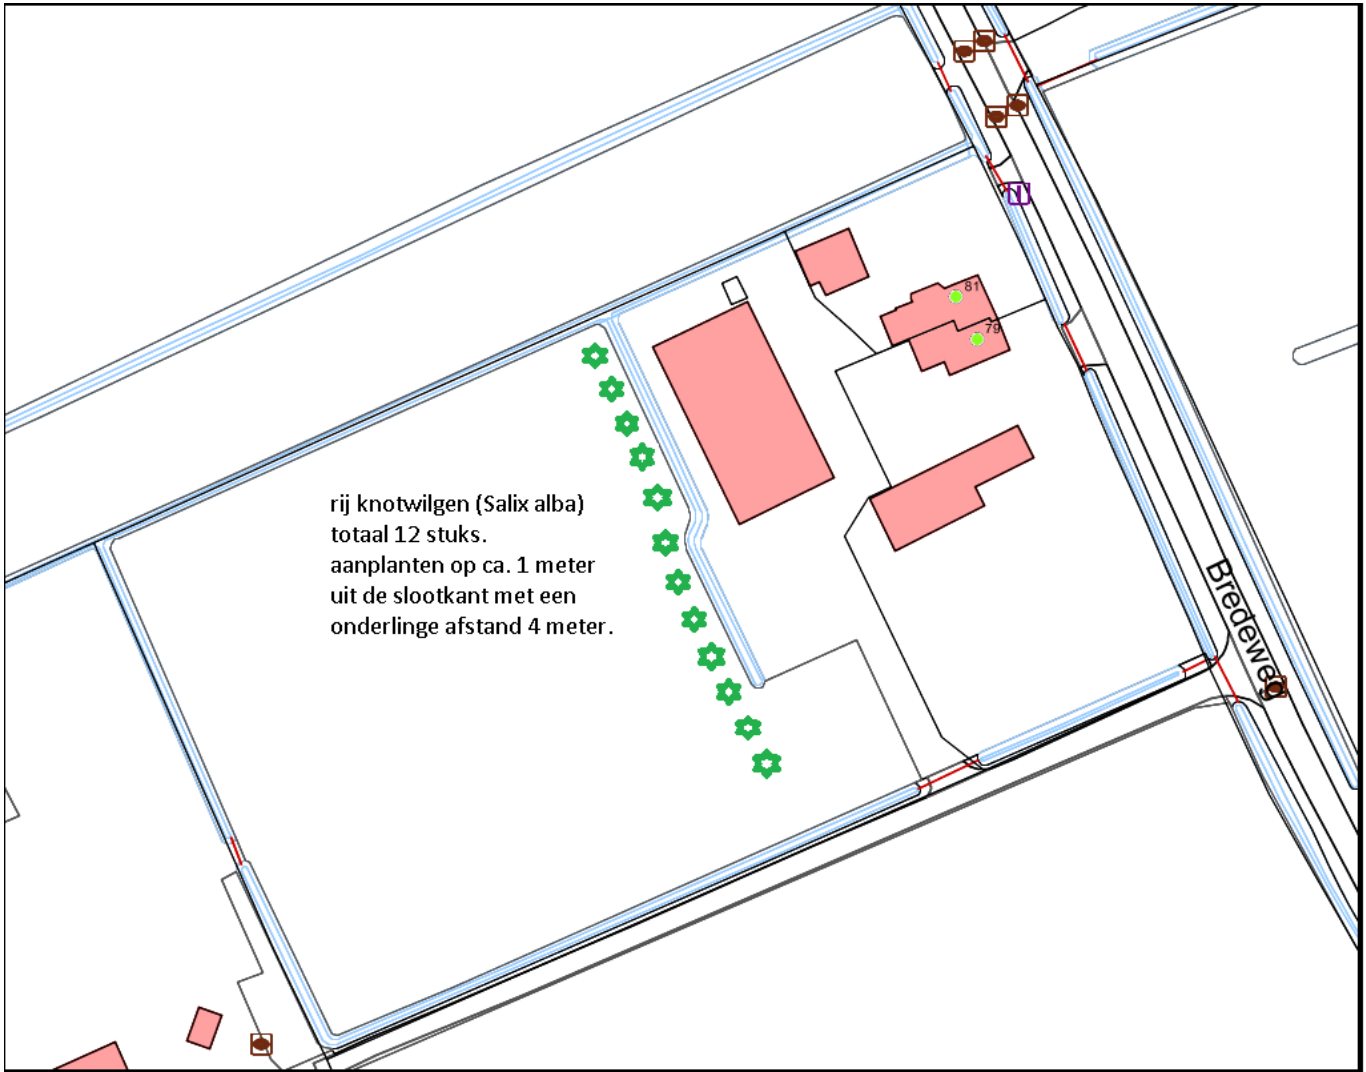 81
79
rij knotwilgen (Salix alba)
totaal 12 stuks.
aanplanten op ca. 1 meter
uit de slootkant met een
onderlinge afstand 4 meter.
Bredeweg